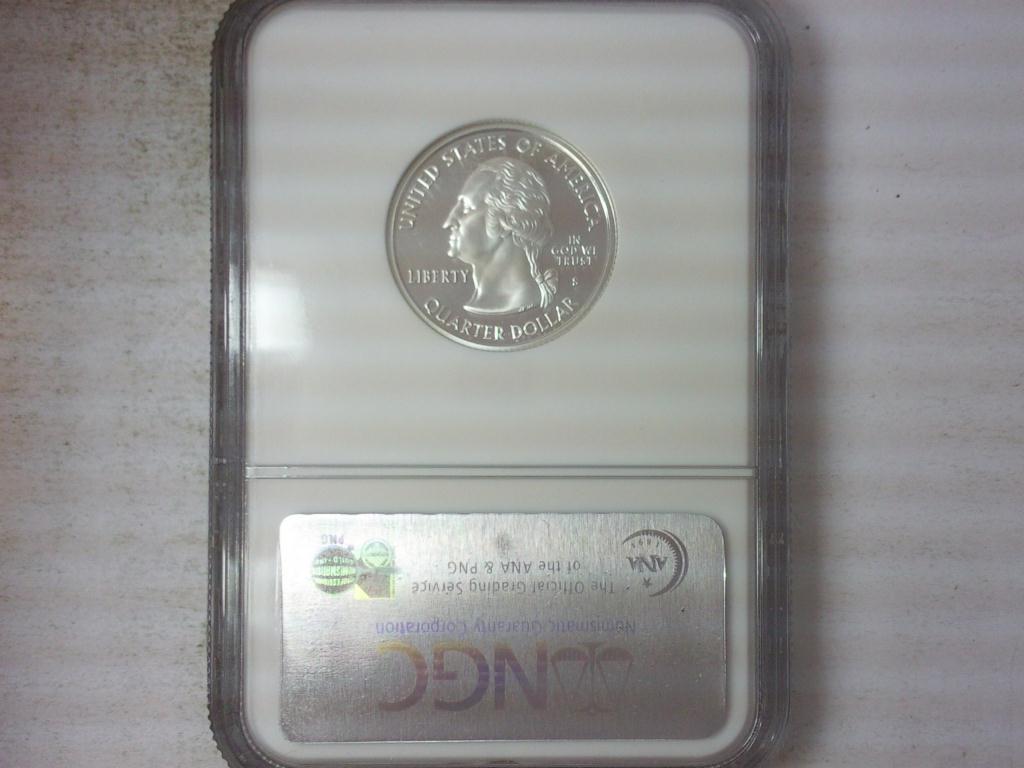 UNITED STATES OF AMERICA
LIBERTY
IN
GOD WE
TRUST
S
QUARTER DOLLAR
NGC
Numismatic Guaranty Corporation
The Official Grading Service
of the ANA & PNG
ANA
PNG